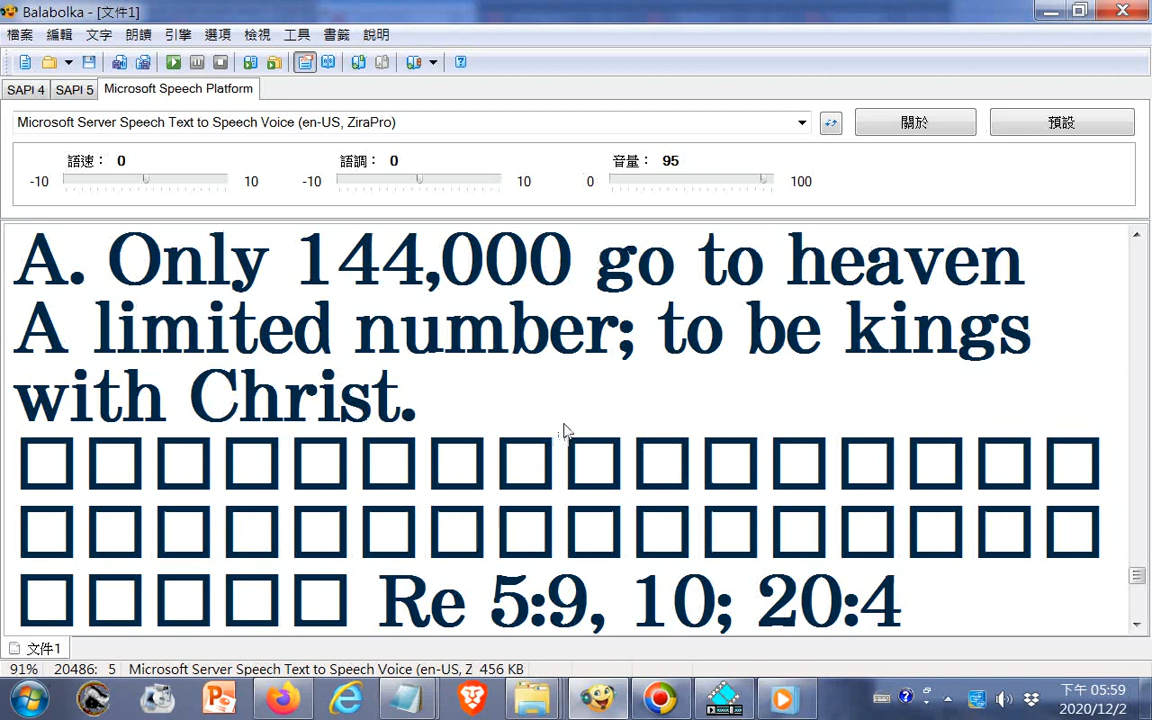 Balabolka - [文件1]
檔案 編輯 文字 朗讀 引擎 選項 檢視 工具 書籤 說明
SAPI 4 SAPI 5 Microsoft Speech Platform
Microsoft Server Speech Text to Speech Voice (en-US, ZiraPro) 關於 預設
語速： 0 語調： 0 音量： 95
-10 10 -10 10 0 100
A. Only 144,000 go to heaven
A limited number; to be kings
with Christ.
□□□□□□□□□□□□□□□□
□□□□□□□□□□□□□□□□
□□□□□ Re 5:9, 10; 20:4
文件1
91% 20486: 5 Microsoft Server Speech Text to Speech Voice (en-US, Z 456 KB
下午 05:59
2020/12/2